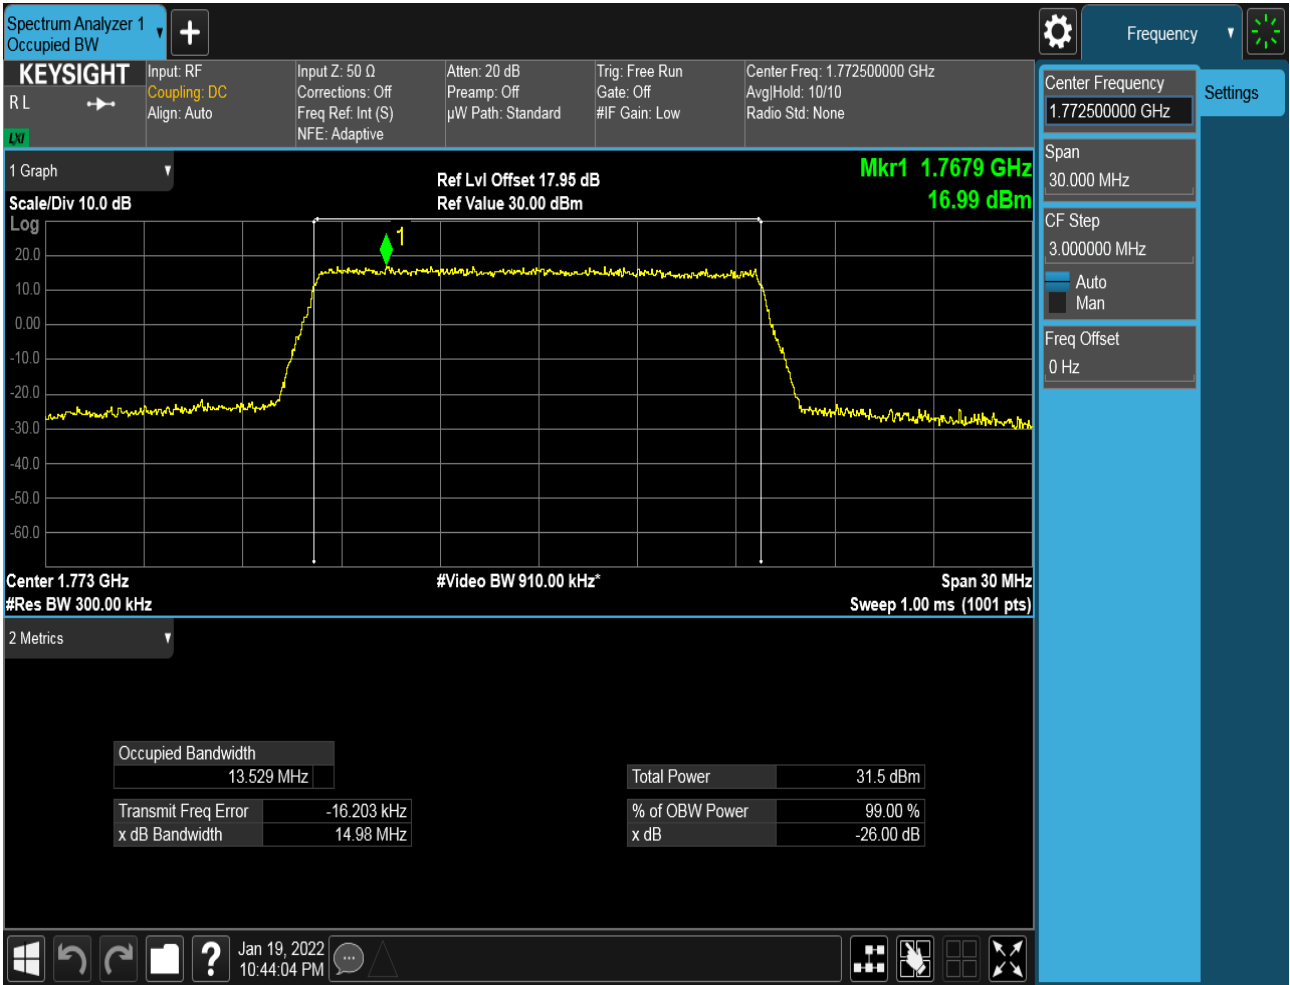 Spectrum Analyzer 1
Occupied BW
Frequency
KEYSIGHT
R L
LXI
Input: RF
Coupling: DC
Align: Auto
Input Z: 50 Ω
Corrections: Off
Freq Ref: Int (S)
NFE: Adaptive
Atten: 20 dB
Preamp: Off
µW Path: Standard
Trig: Free Run
Gate: Off
#IF Gain: Low
Center Freq: 1.772500000 GHz
Avg|Hold: 10/10
Radio Std: None
Center Frequency
1.772500000 GHz
Settings
Span
30.000 MHz
CF Step
3.000000 MHz
Auto
Man
Freq Offset
0 Hz
1 Graph
Scale/Div 10.0 dB
Ref Lvl Offset 17.95 dB
Ref Value 30.00 dBm
Mkr1 1.7679 GHz
16.99 dBm
Log
1
20.0
10.0
0.00
-10.0
-20.0
-30.0
-40.0
-50.0
-60.0
Center 1.773 GHz
#Video BW 910.00 kHz*
Span 30 MHz
#Res BW 300.00 kHz
Sweep 1.00 ms (1001 pts)
2 Metrics
Occupied Bandwidth
13.529 MHz
Total Power 31.5 dBm
Transmit Freq Error -16.203 kHz
% of OBW Power 99.00 %
x dB Bandwidth 14.98 MHz
x dB -26.00 dB
?
Jan 19, 2022
10:44:04 PM